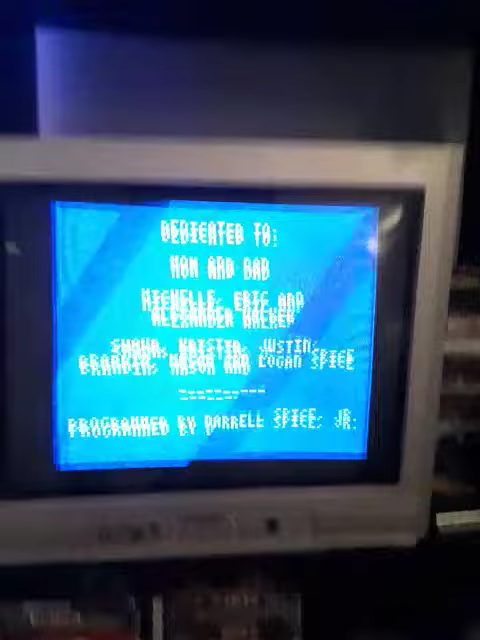 DEDICATED TO:
MOM AND DAD
MICHELLE, ERIC AND
ALEXANDER WALKER
SHAWN, KRISTIN, JUSTIN,
BRANDIN, MASON AND LOGAN SPICE
PROGRAMMED BY DARRELL SPICE, JR.